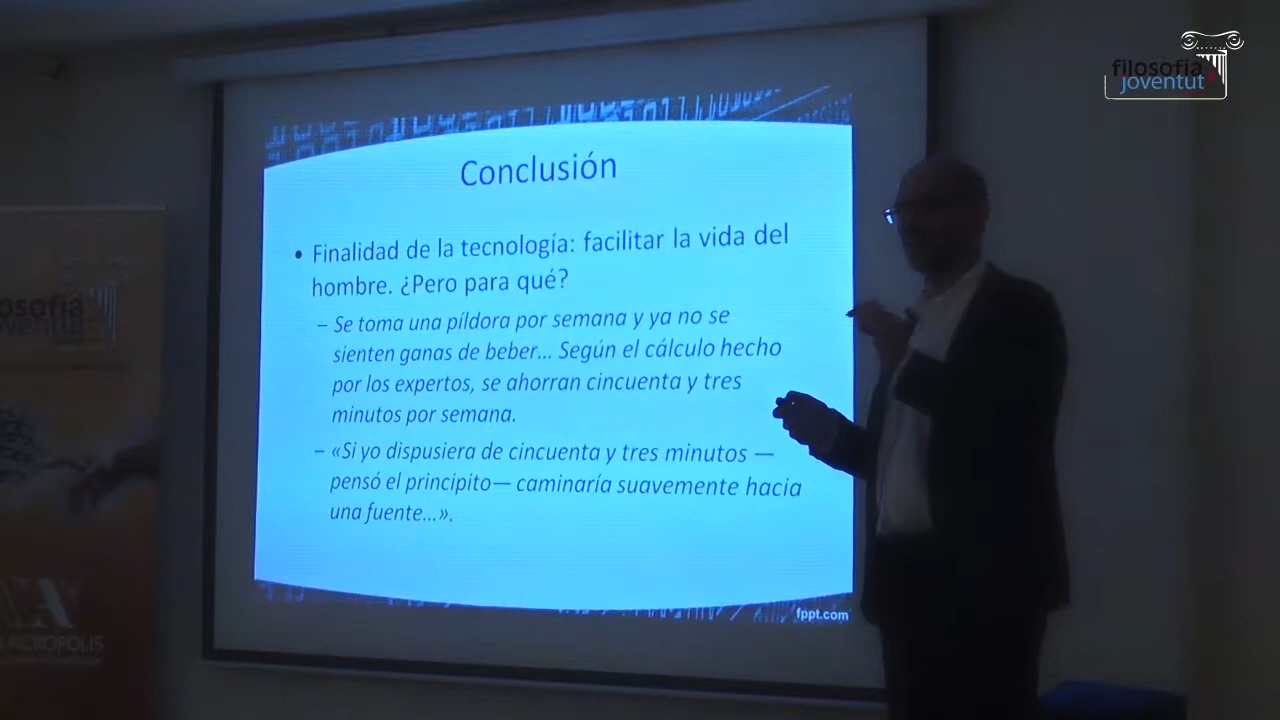 filosofia
joventut
Conclusión
• Finalidad de la tecnología: facilitar la vida del
hombre. ¿Pero para qué?
– Se toma una píldora por semana y ya no se
sienten ganas de beber... Según el cálculo hecho
por los expertos, se ahorran cincuenta y tres
minutos por semana.
– «Si yo dispusiera de cincuenta y tres minutos —
pensó el principito— caminaría suavemente hacia
una fuente...».
fppt.com